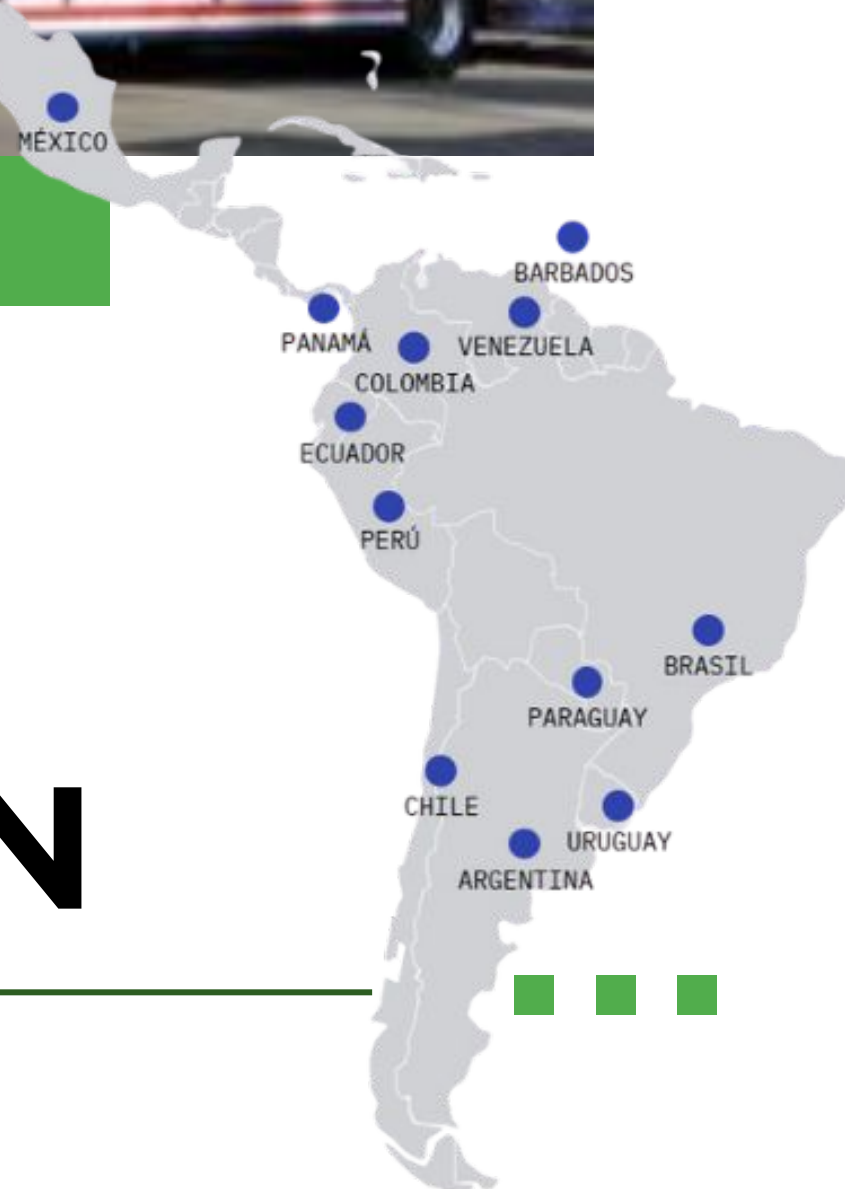 MÉXICO
BARBADOS
PANAMÁ
VENEZUELA
COLOMBIA
ECUADOR
PERÚ
BRASIL
PARAGUAY
N
CHILE
URUGUAY
ARGENTINA